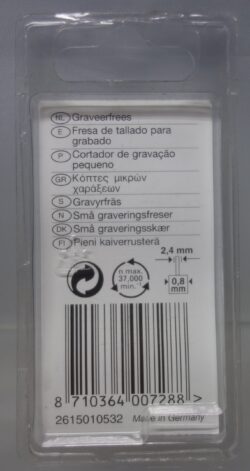 NL Graveerfrees
E Fresa de tallado para
grabado
P Cortador de gravação
pequeno
GR Κόπτες μικρών
χαράξεων
S Gravyrfräs
N Små graveringsfreser
DK Små graveringsskær
FI Pieni kaiverrusterä
n max.
37,000
min.⁻¹
2,4 mm
0,8
mm
8 710364 007288 >
2615010532 Made in Germany